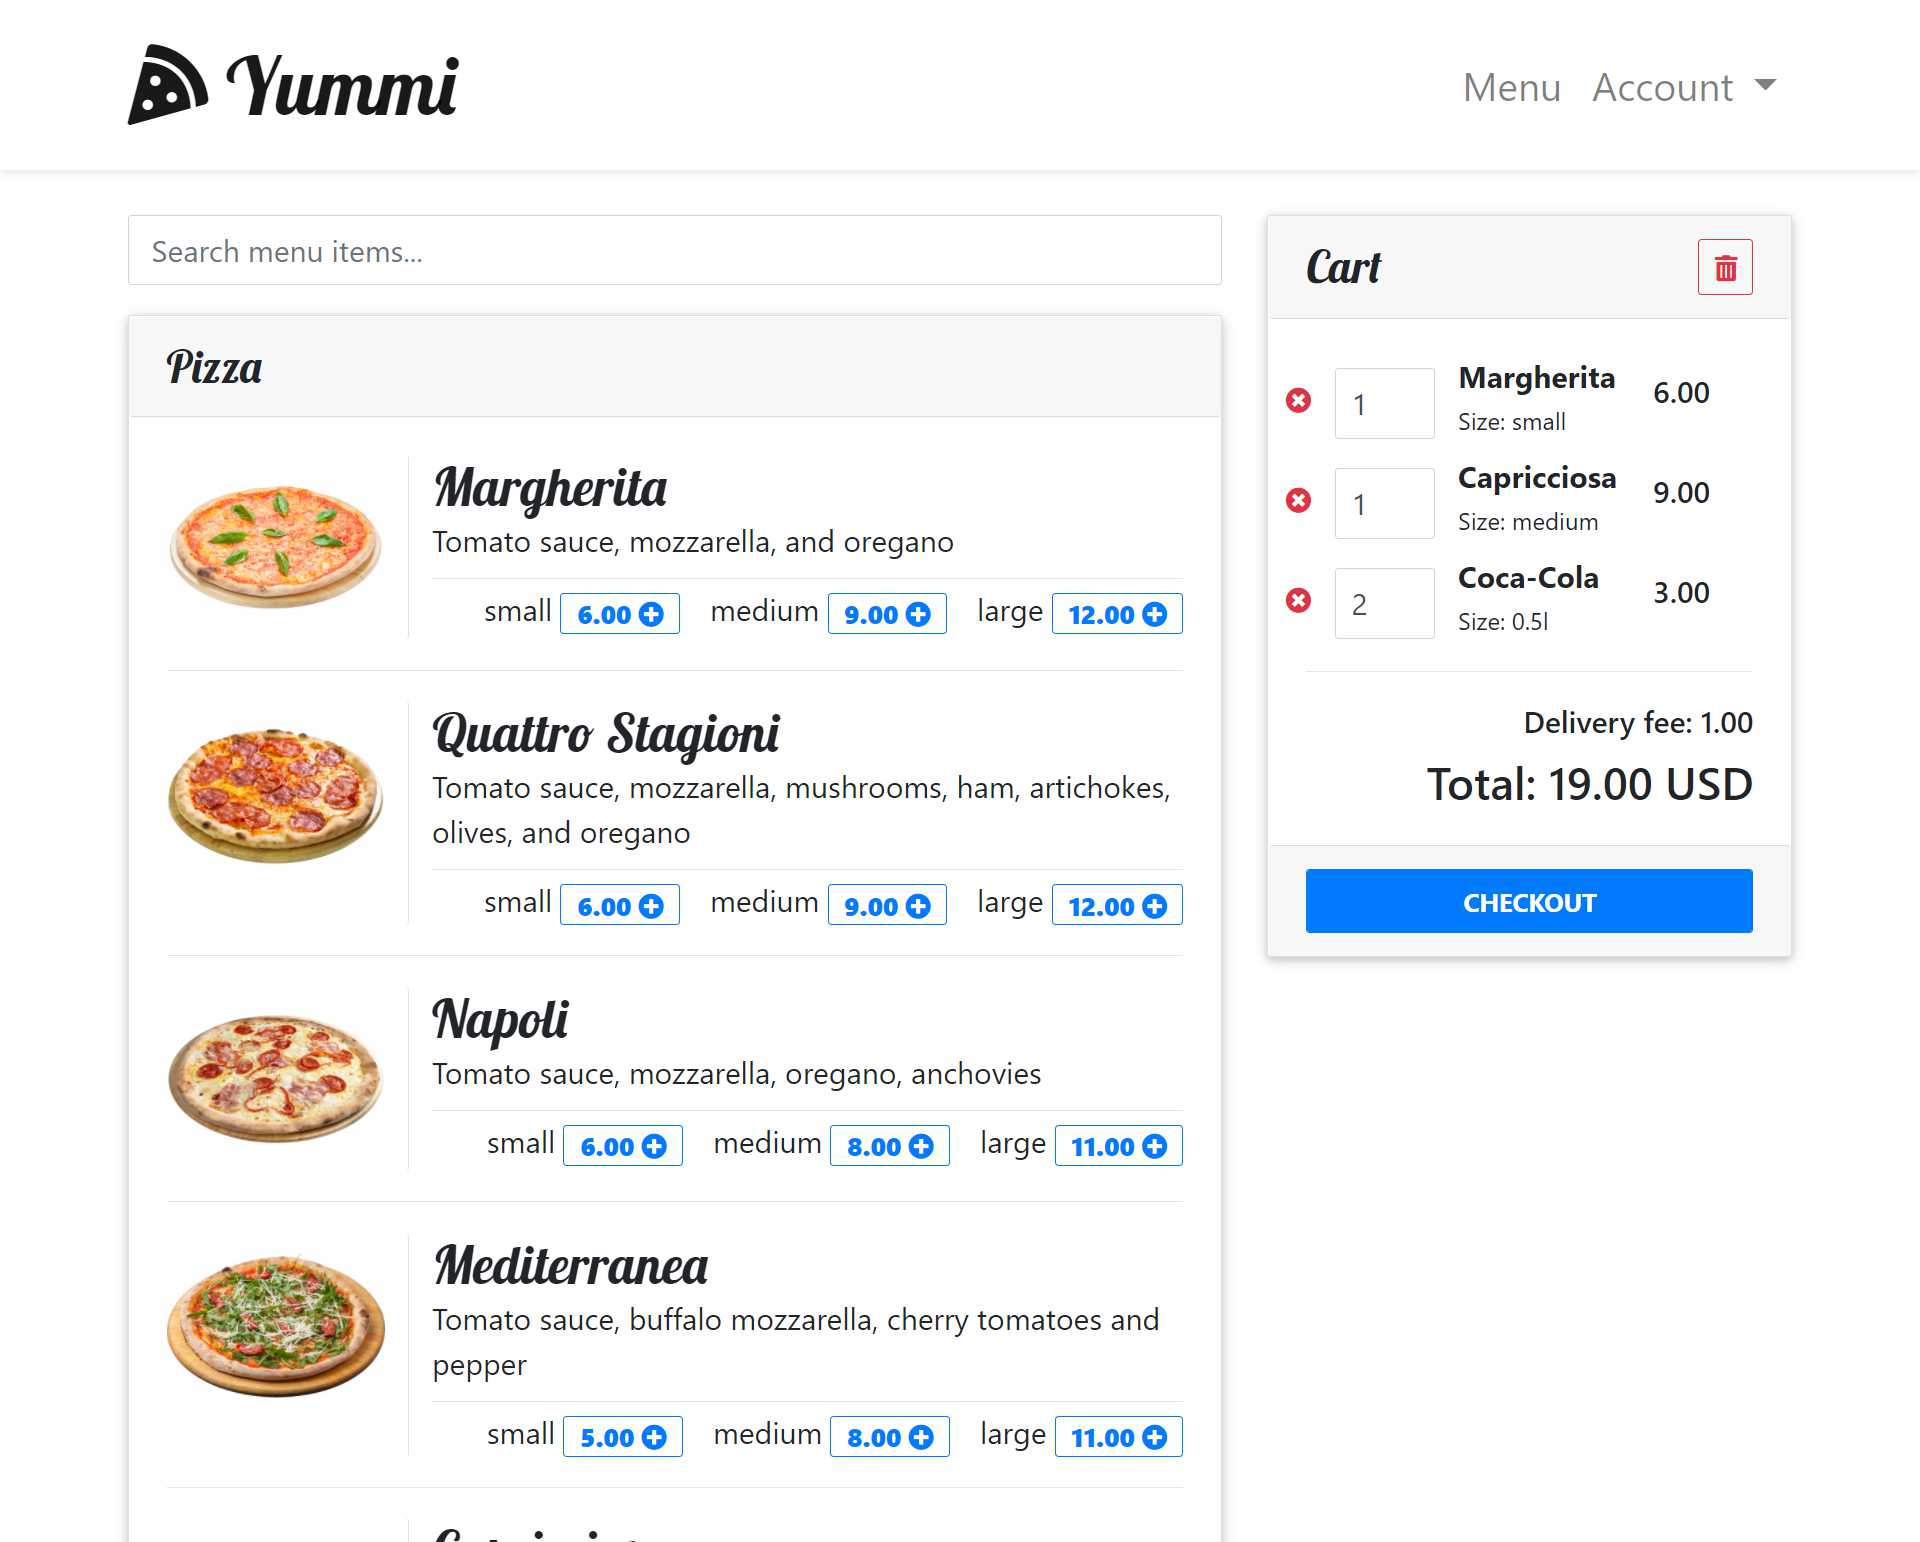 Yummi
Menu Account
Search menu items...
Pizza
Margherita
Tomato sauce, mozzarella, and oregano
small 6.00 medium 9.00 large 12.00
Quattro Stagioni
Tomato sauce, mozzarella, mushrooms, ham, artichokes,
olives, and oregano
small 6.00 medium 9.00 large 12.00
Napoli
Tomato sauce, mozzarella, oregano, anchovies
small 6.00 medium 8.00 large 11.00
Mediterranea
Tomato sauce, buffalo mozzarella, cherry tomatoes and
pepper
small 5.00 medium 8.00 large 11.00
Cart
1 Margherita 6.00
Size: small
1 Capricciosa 9.00
Size: medium
2 Coca-Cola 3.00
Size: 0.5l
Delivery fee: 1.00
Total: 19.00 USD
CHECKOUT